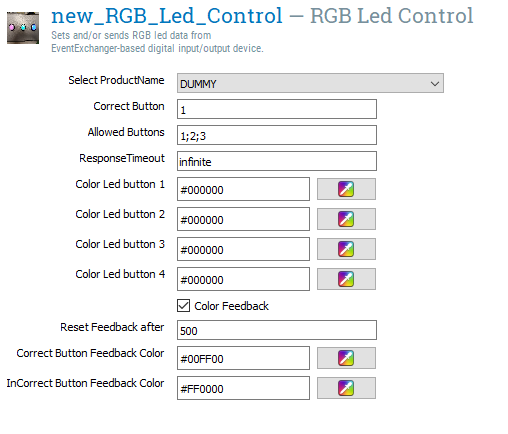 new_RGB_Led_Control — RGB Led Control
Sets and/or sends RGB led data from
EventExchanger-based digital input/output device.
Select ProductName DUMMY
Correct Button 1
Allowed Buttons 1;2;3
ResponseTimeout infinite
Color Led button 1 #000000
Color Led button 2 #000000
Color Led button 3 #000000
Color Led button 4 #000000
Color Feedback
Reset Feedback after 500
Correct Button Feedback Color #00FF00
InCorrect Button Feedback Color #FF0000